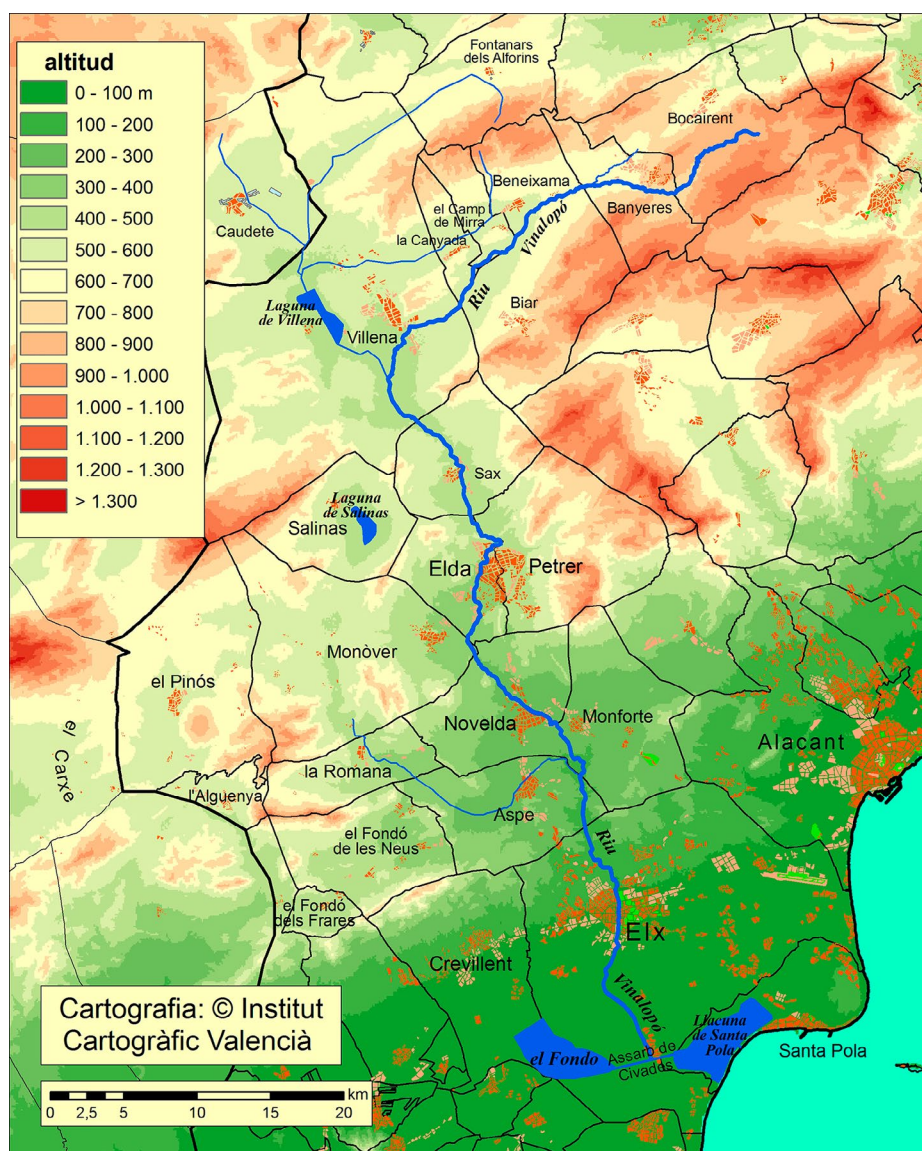 altitud
0 - 100 m
100 - 200
200 - 300
300 - 400
400 - 500
500 - 600
600 - 700
700 - 800
800 - 900
900 - 1.000
1.000 - 1.100
1.100 - 1.200
1.200 - 1.300
> 1.300
Fontanars
dels Alforins
Bocairent
Beneixama
Banyeres
el Camp
de Mirra
la Canyada
Caudete
Riu
Vinalopó
Biar
Laguna
de Villena
Villena
Sax
Laguna
de Salinas
Salinas
Elda
Petrer
Monòver
el Pinós
Novelda
Monforte
Alacant
el Carxe
la Romana
l'Alguenya
Aspe
el Fondó
de les Neus
Riu
el Fondó
dels Frares
Elx
Crevillent
Vinalopó
Llacuna
de Santa
Pola
el Fondo
Assarb de
Civades
Santa Pola
Cartografia: © Institut
Cartogràfic Valencià
km
0 2,5 5 10 15 20